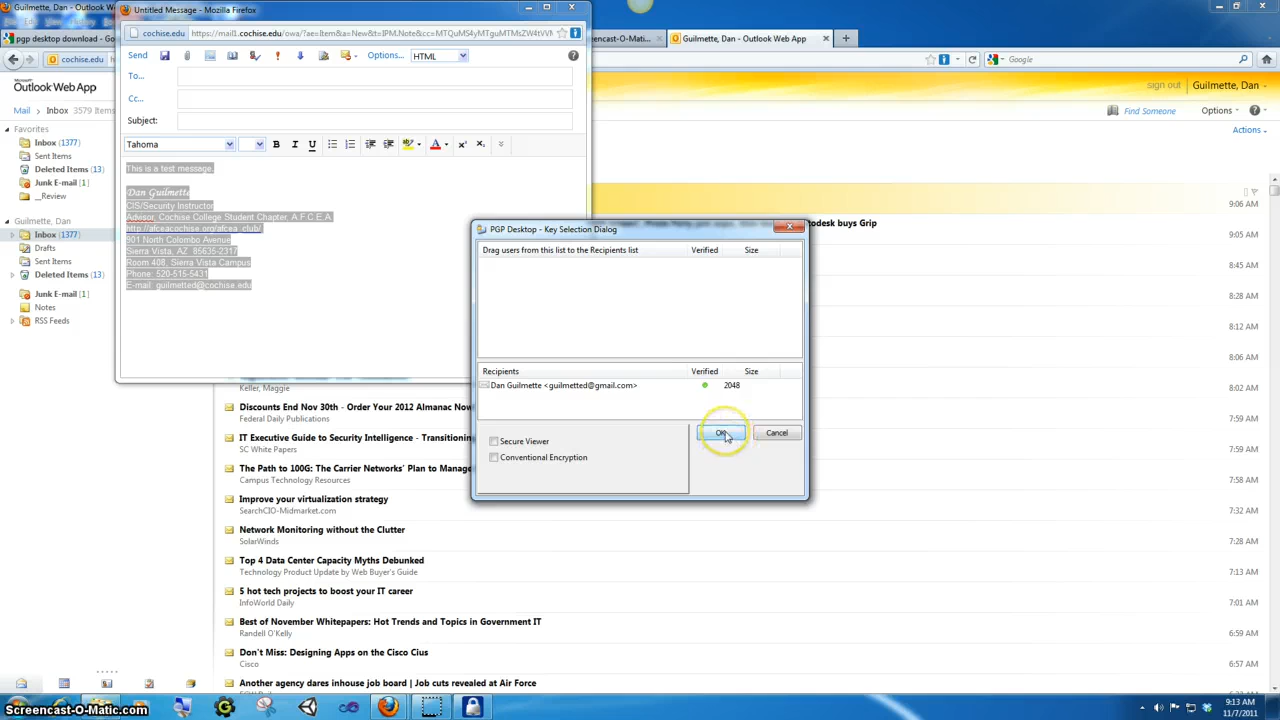 Guilmette, Dan - Outlook W
Untitled Message - Mozilla Firefox
pgp desktop download - Go
cochise.edu
https://mail1.cochise.edu/owa/?ae=Item&a=New&t=IPM.Note&cc=
eencast-O-Matic....
Guilmette, Dan - Outlook Web App
cochise.edu
Google
Send
Options...
HTML
Microsoft
Outlook Web App
sign out
Guilmette, Dan
To...
Mail
Inbox
3579 Items
Cc...
Find Someone
Options
Favorites
Subject:
Actions
Inbox (1377)
Sent Items
Deleted Items (13)
Junk E-mail [1]
__Review
Tahoma
B I U
This is a test message.
Dan Guilmette
CIS/Security Instructor
Advisor, Cochise College Student Chapter, A.F.C.E.A.
http://afceacochise.org/afcea_club/
901 North Colombo Avenue
Sierra Vista, AZ 85635-2317
Room 408, Sierra Vista Campus
Phone: 520-515-5431
E-mail: guilmetted@cochise.edu
Guilmette, Dan
Inbox (1377)
Drafts
Sent Items
Deleted Items (13)
Junk E-mail [1]
Notes
RSS Feeds
9:06 AM
odesk buys Grip
9:05 AM
8:45 AM
8:28 AM
8:12 AM
8:06 AM
PGP Desktop - Key Selection Dialog
Drag users from this list to the Recipients list
Verified
Size
Recipients
Verified
Size
Dan Guilmette <guilmetted@gmail.com>
2048
Secure Viewer
Conventional Encryption
OK
Cancel
Keller, Maggie
8:02 AM
Discounts End Nov 30th - Order Your 2012 Almanac Now
Federal Daily Publications
7:59 AM
IT Executive Guide to Security Intelligence - Transitioning
SC White Papers
7:59 AM
The Path to 100G: The Carrier Networks' Plan to Manage
Campus Technology Resources
7:58 AM
Improve your virtualization strategy
SearchCIO-Midmarket.com
7:32 AM
Network Monitoring without the Clutter
SolarWinds
7:28 AM
Top 4 Data Center Capacity Myths Debunked
Technology Product Update by Web Buyer's Guide
7:13 AM
5 hot tech projects to boost your IT career
InfoWorld Daily
7:01 AM
Best of November Whitepapers: Hot Trends and Topics in Government IT
Randell O'Kelly
6:59 AM
Don't Miss: Designing Apps on the Cisco Cius
Cisco
6:57 AM
Another agency dares inhouse job board | Job cuts revealed at Air Force
Screencast-O-Matic.com
9:13 AM
11/7/2011